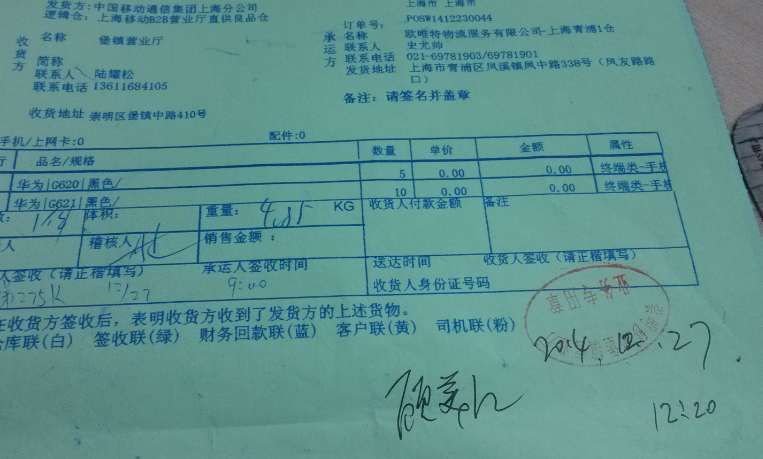 发货方:中国移动通信集团上海分公司
逻辑仓:上海移动B2B营业厅直供良品仓
上海市 上海市
订单号: POSW1412230044
收货方 名称 堡镇营业厅
简称
联系人 陆耀松
联系电话 13611684105
收货地址 崇明区堡镇中路410号
承运方 名称 欧唯特物流服务有限公司-上海青浦1仓
联系人 史尤帅
联系电话 021-69781903/69781901
发货地址 上海市青浦区凤溪镇凤中路338号(凤友路路口)
备注: 请签名并盖章
手机/上网卡:0 配件:0
品名/规格 数量 单价 金额 属性
华为|G620|黑色/ 5 0.00 0.00 终端类-手机
华为|G621|黑色/ 10 0.00 0.00 终端类-手机
体积: 重量: 4.85 KG 收货人付款金额 备注
稽核人 销售金额:
人签收(请正楷填写) 承运人签收时间 送达时间 收货人签收(请正楷填写)
275K 12/27 9:00 收货人身份证号码
在收货方签收后,表明收货方收到了发货方的上述货物。
仓库联(白) 签收联(绿) 财务回款联(蓝) 客户联(黄) 司机联(粉)
业务专用章
2014.12.27
12:20